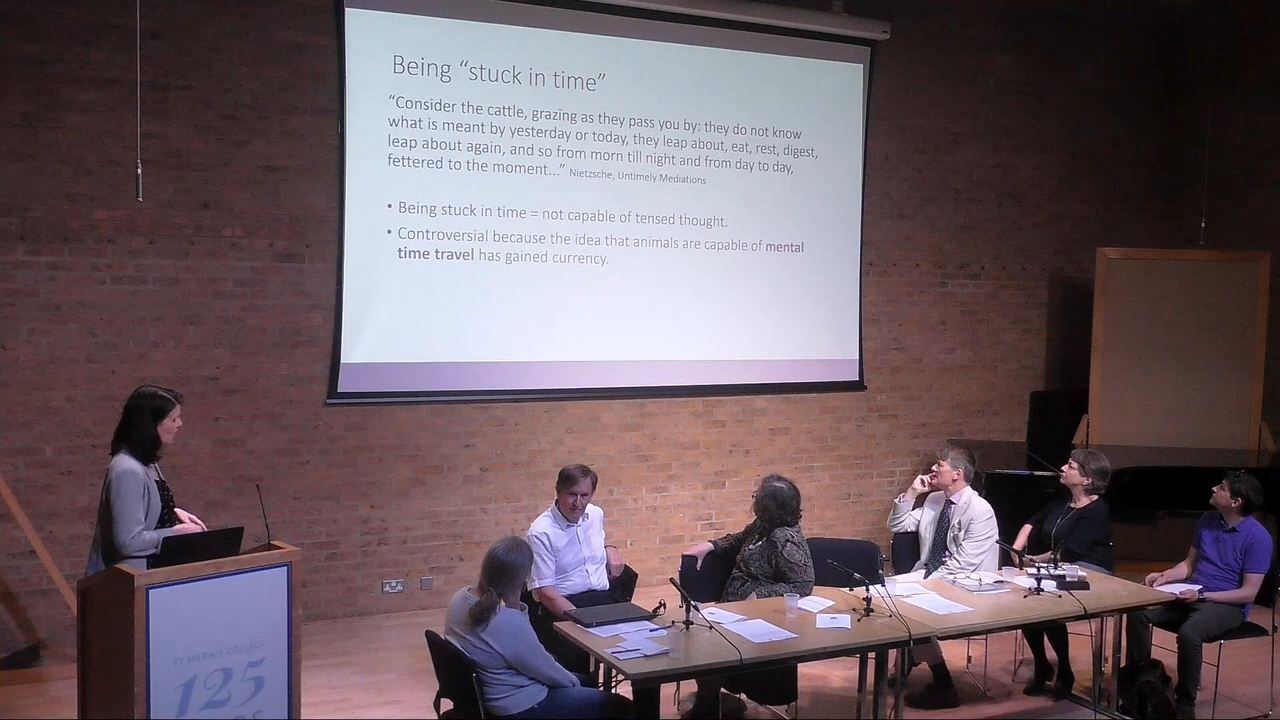 Being “stuck in time”
“Consider the cattle, grazing as they pass you by: they do not know
what is meant by yesterday or today, they leap about, eat, rest, digest,
leap about again, and so from morn till night and from day to day,
fettered to the moment...” Nietzsche, Untimely Mediations
• Being stuck in time = not capable of tensed thought.
• Controversial because the idea that animals are capable of mental
time travel has gained currency.
ST HILDA'S COLLEGE
125